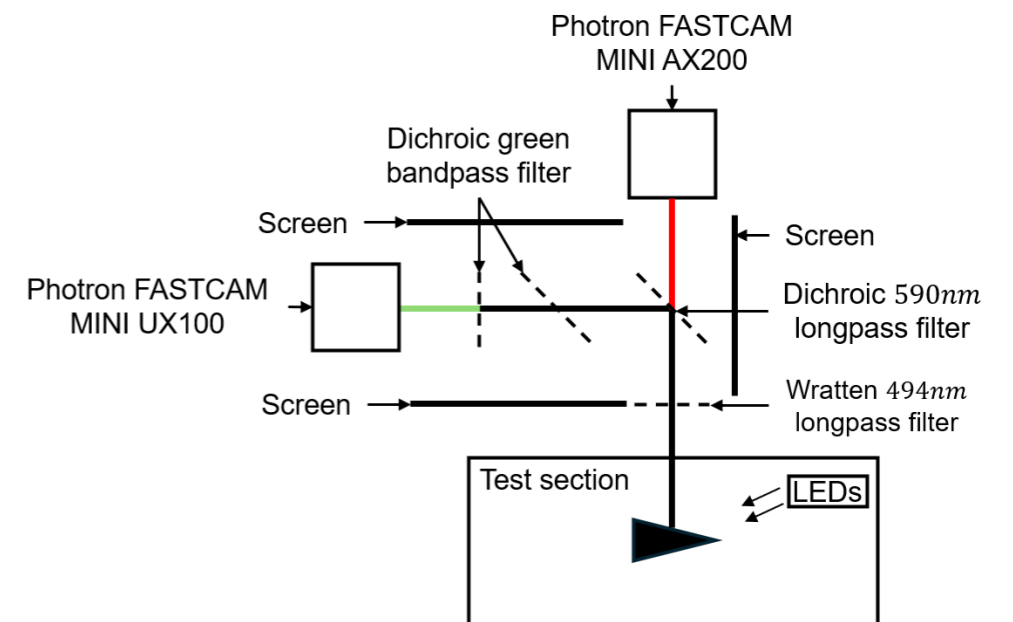 Photron FASTCAM
MINI AX200
Dichroic green
bandpass filter
Screen
Screen
Photron FASTCAM
MINI UX100
Dichroic 590nm
longpass filter
Screen
Wratten 494nm
longpass filter
Test section
LEDs